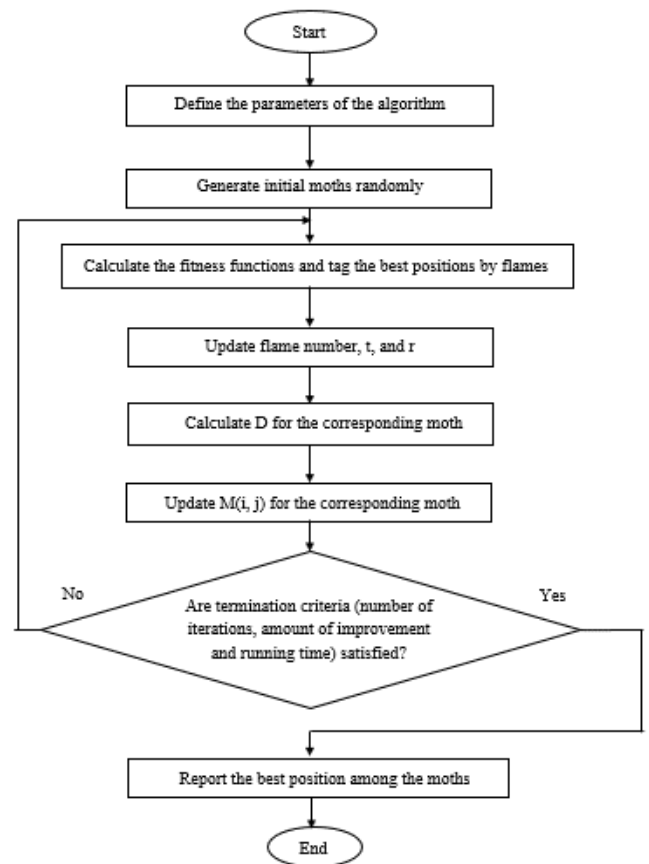 Start
Define the parameters of the algorithm
Generate initial moths randomly
Calculate the fitness functions and tag the best positions by flames
Update flame number, t, and r
Calculate D for the corresponding moth
Update M(i, j) for the corresponding moth
No
Yes
Are termination criteria (number of
iterations, amount of improvement
and running time) satisfied?
Report the best position among the moths
End